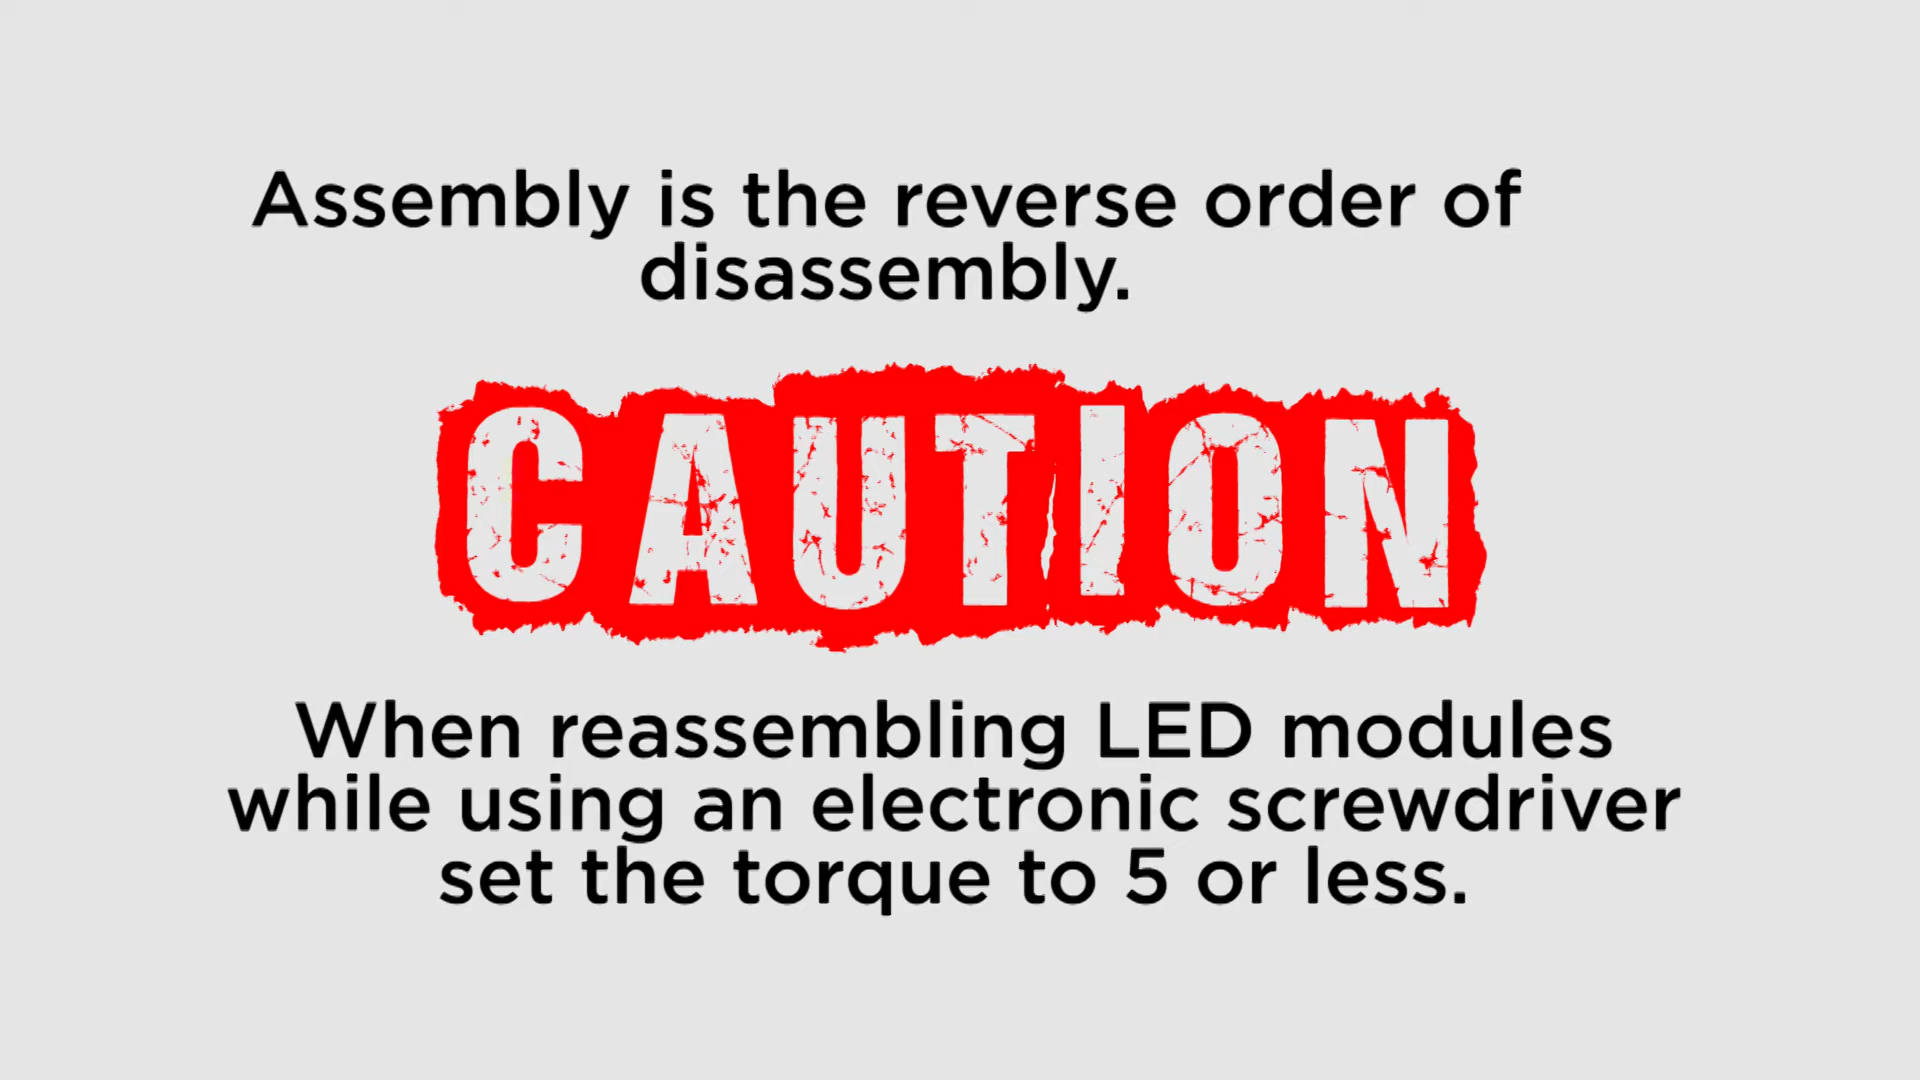 Assembly is the reverse order of
disassembly.
CAUTION
When reassembling LED modules
while using an electronic screwdriver
set the torque to 5 or less.